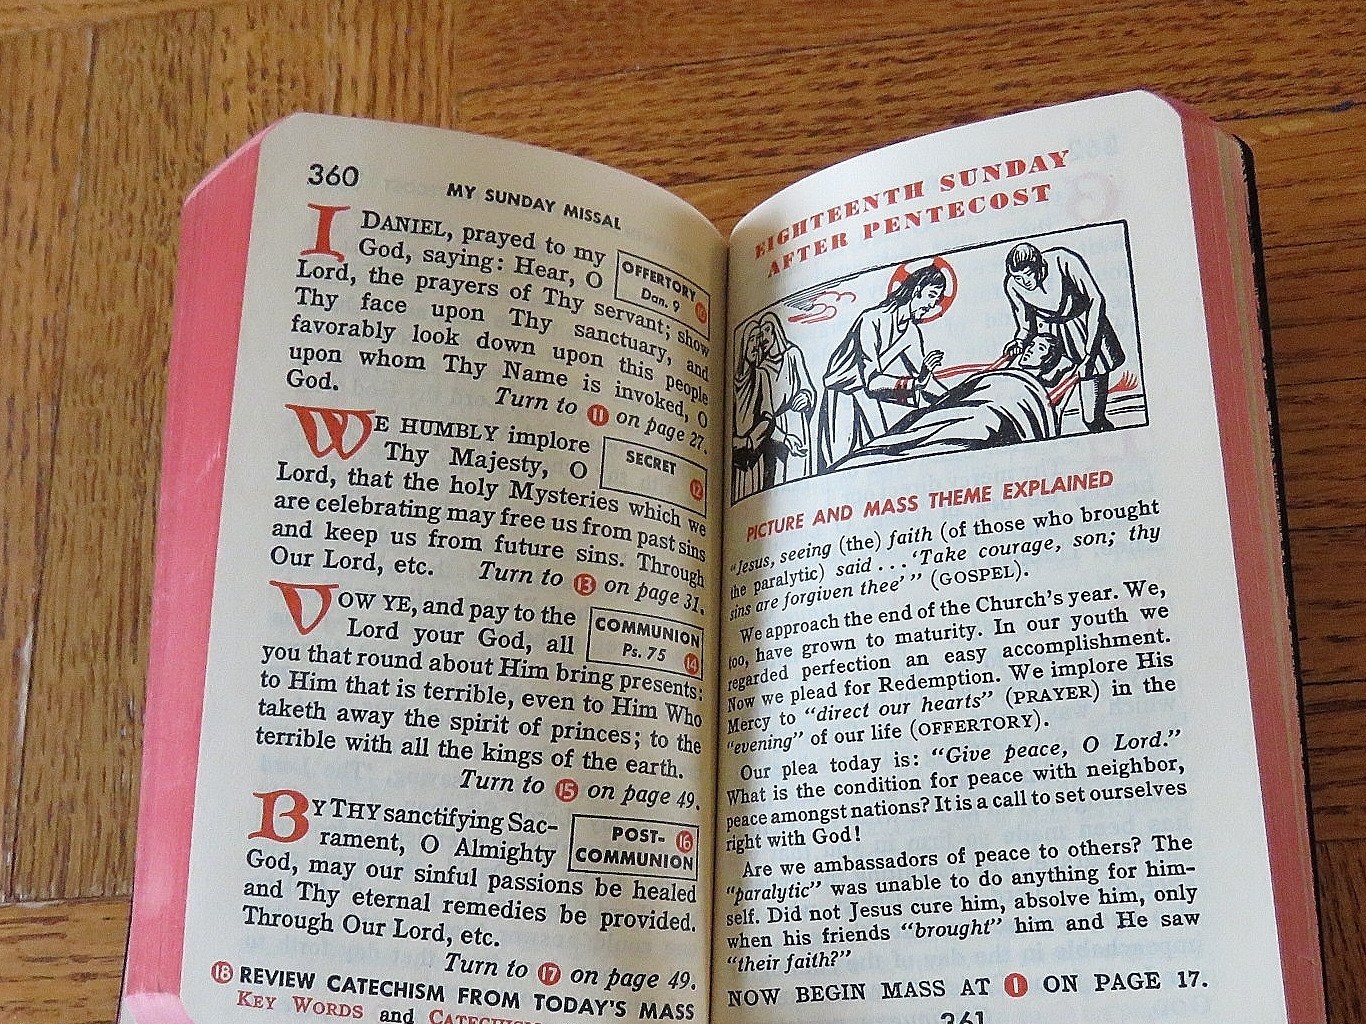 360
MY SUNDAY MISSAL
I DANIEL, prayed to my
God, saying: Hear, O
Lord, the prayers of Thy servant; show
Thy face upon Thy sanctuary, and
favorably look down upon this people
upon whom Thy Name is invoked, O
God.
OFFERTORY
Dan. 9 10
Turn to 11 on page 27.
WE HUMBLY implore
Thy Majesty, O
Lord, that the holy Mysteries which we
are celebrating may free us from past sins
and keep us from future sins. Through
Our Lord, etc.
SECRET
12
Turn to 13 on page 31.
VOW YE, and pay to the
Lord your God, all
you that round about Him bring presents:
to Him that is terrible, even to Him Who
taketh away the spirit of princes; to the
terrible with all the kings of the earth.
COMMUNION
Ps. 75 14
Turn to 15 on page 49.
BY THY sanctifying Sac-
rament, O Almighty
God, may our sinful passions be healed
and Thy eternal remedies be provided.
Through Our Lord, etc.
POST- 16
COMMUNION
Turn to 17 on page 49.
18 REVIEW CATECHISM FROM TODAY'S MASS
KEY WORDS and
EIGHTEENTH SUNDAY
AFTER PENTECOST
PICTURE AND MASS THEME EXPLAINED
"Jesus, seeing (the) faith (of those who brought
the paralytic) said . . . 'Take courage, son; thy
sins are forgiven thee' " (GOSPEL).
We approach the end of the Church's year. We,
too, have grown to maturity. In our youth we
regarded perfection an easy accomplishment.
Now we plead for Redemption. We implore His
Mercy to "direct our hearts" (PRAYER) in the
"evening" of our life (OFFERTORY).
Our plea today is: "Give peace, O Lord."
What is the condition for peace with neighbor,
peace amongst nations? It is a call to set ourselves
right with God!
Are we ambassadors of peace to others? The
"paralytic" was unable to do anything for him-
self. Did not Jesus cure him, absolve him, only
when his friends "brought" him and He saw
"their faith?"
NOW BEGIN MASS AT 1 ON PAGE 17.
361